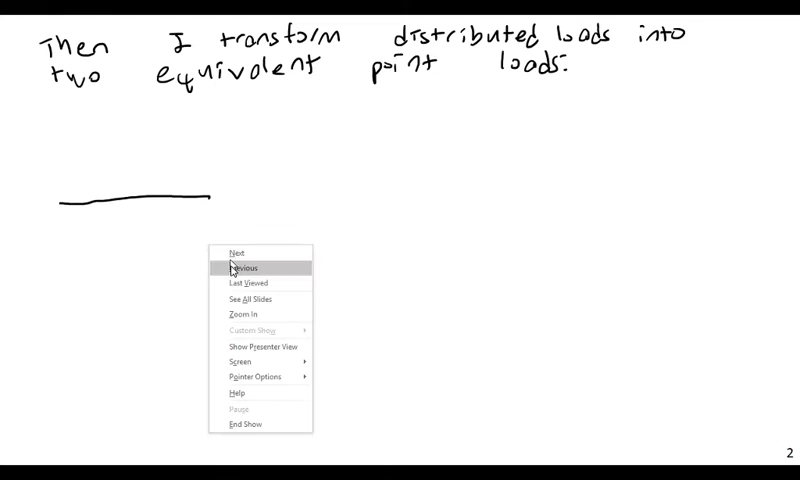 Then I transform distributed loads into
two equivalent point loads:
Next
Previous
Last Viewed
See All Slides
Zoom In
Custom Show
Show Presenter View
Screen
Pointer Options
Help
Pause
End Show
2